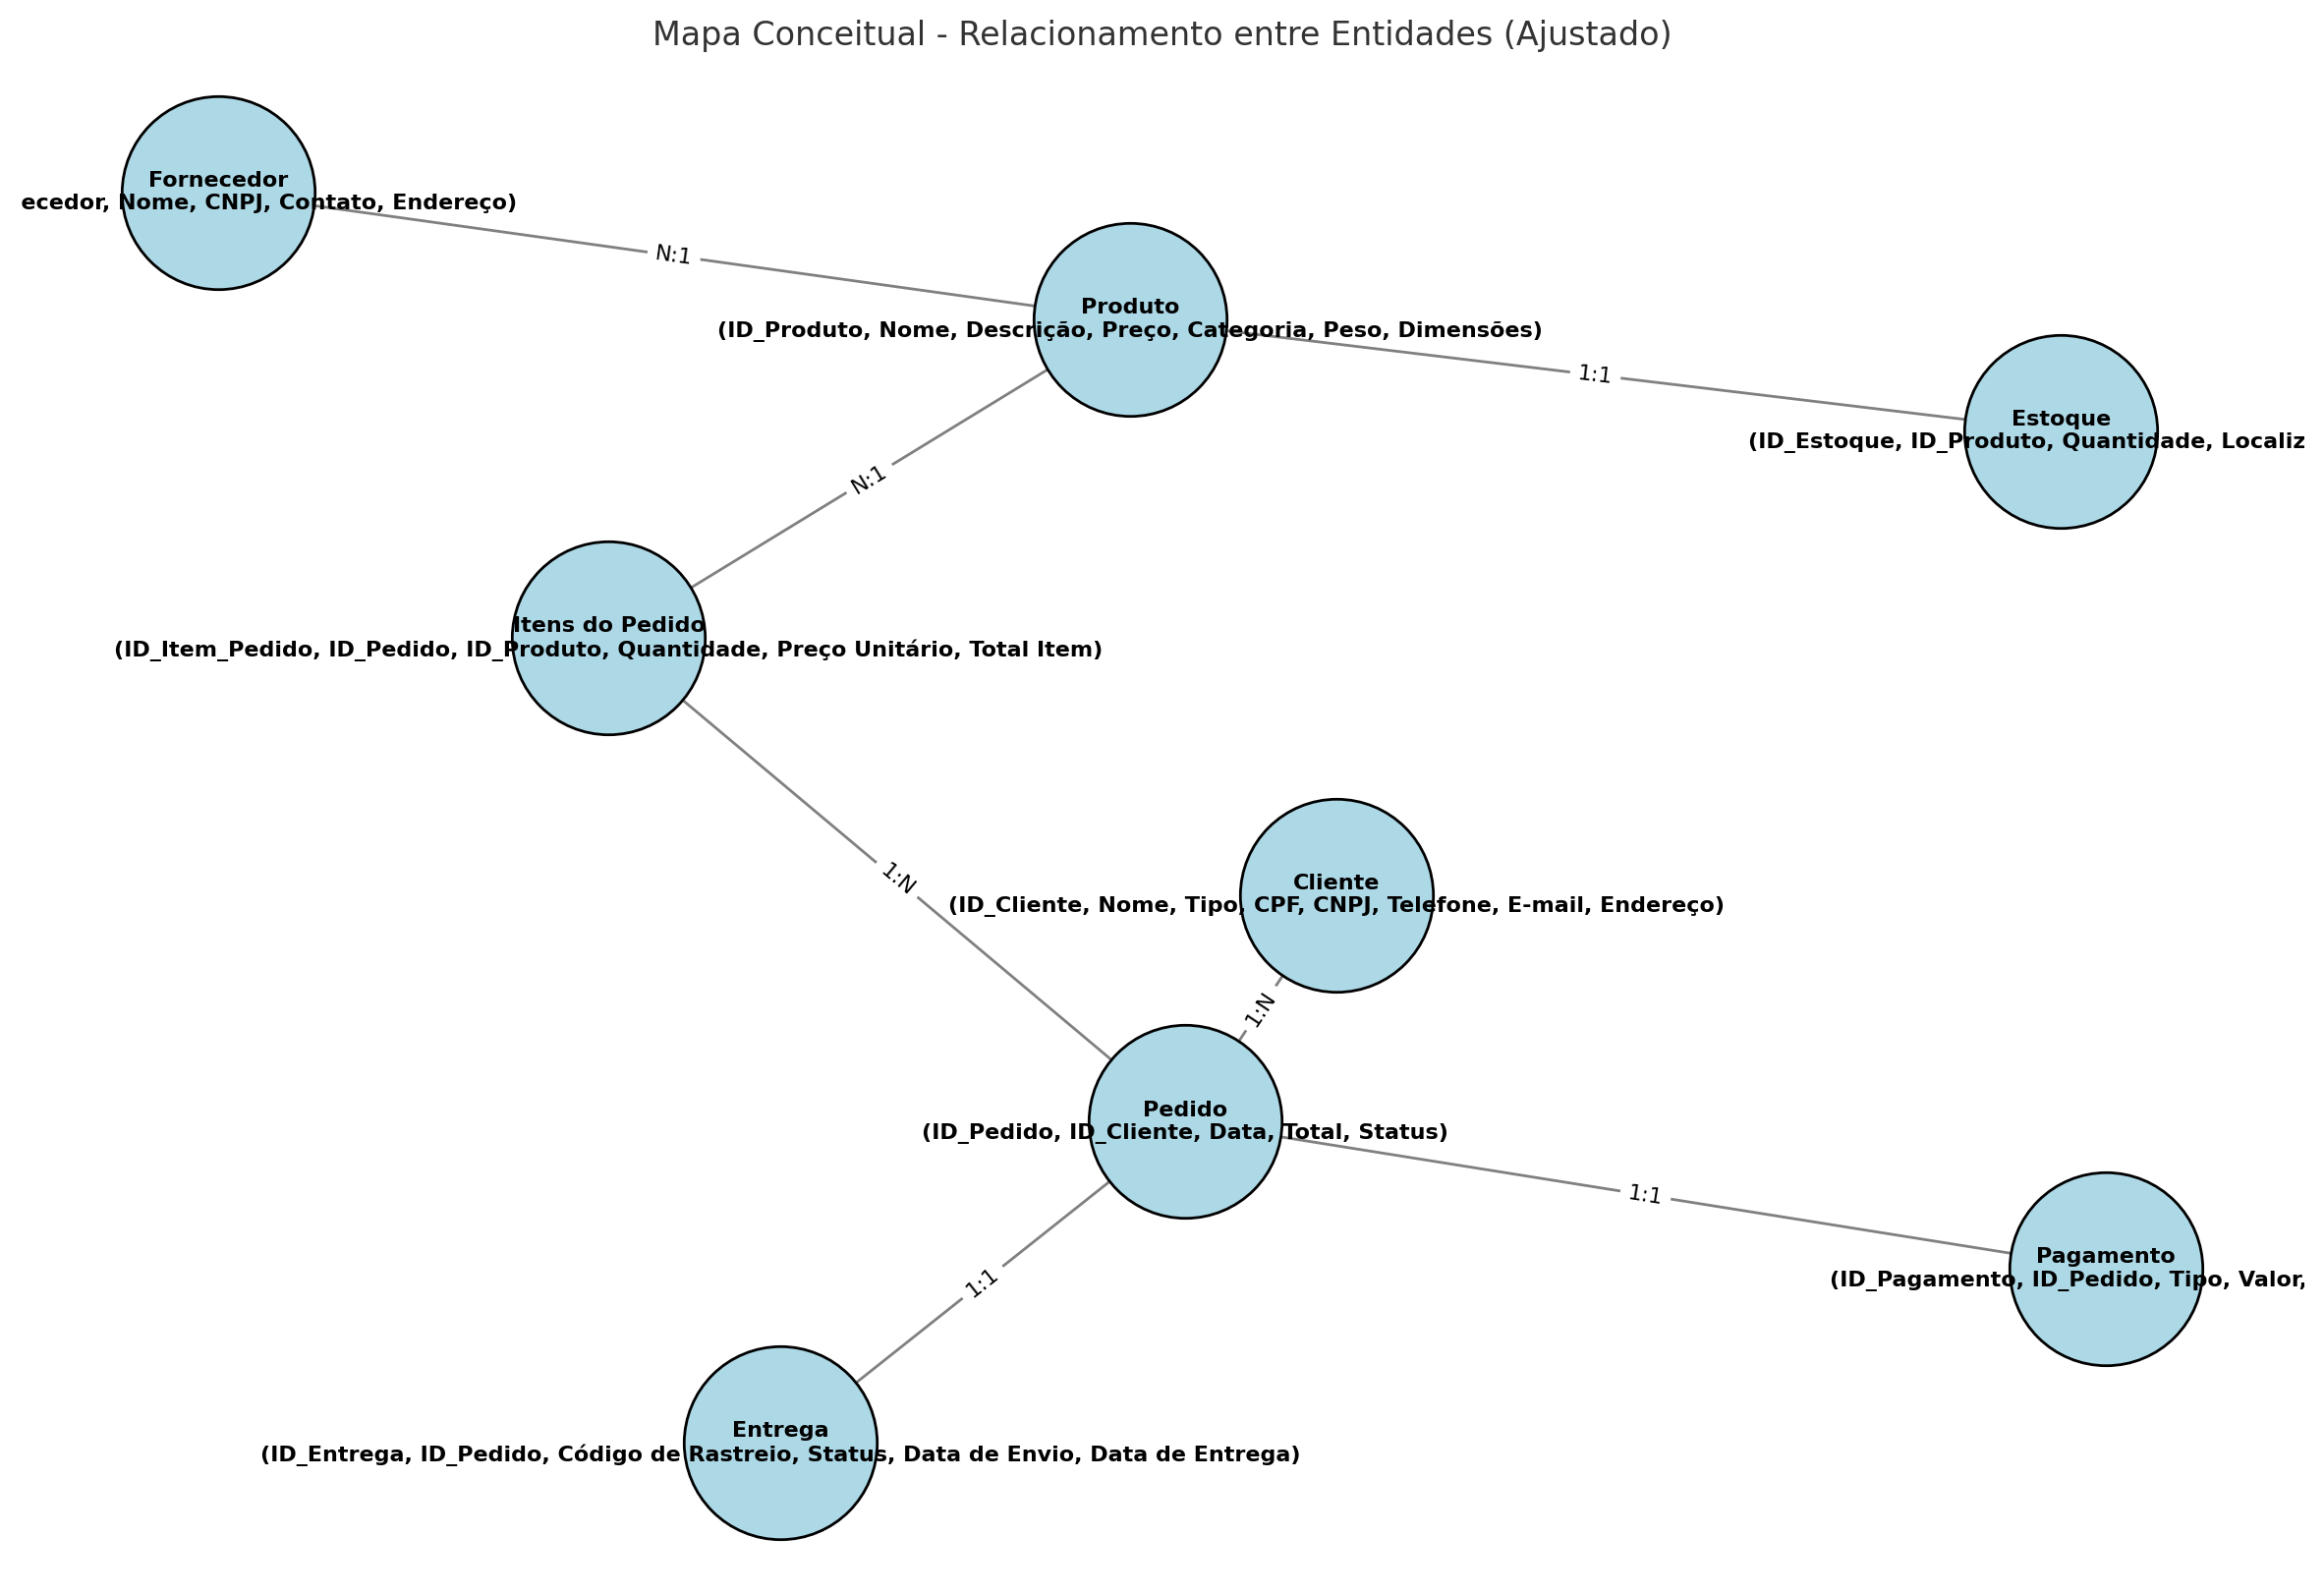 Mapa Conceitual - Relacionamento entre Entidades (Ajustado)
Fornecedor
ecedor, Nome, CNPJ, Contato, Endereço)
N:1
Produto
(ID_Produto, Nome, Descrição, Preço, Categoria, Peso, Dimensões)
1:1
Estoque
(ID_Estoque, ID_Produto, Quantidade, Localiz
N:1
Itens do Pedido
(ID_Item_Pedido, ID_Pedido, ID_Produto, Quantidade, Preço Unitário, Total Item)
1:N
Cliente
(ID_Cliente, Nome, Tipo, CPF, CNPJ, Telefone, E-mail, Endereço)
1:N
Pedido
(ID_Pedido, ID_Cliente, Data, Total, Status)
1:1
Pagamento
(ID_Pagamento, ID_Pedido, Tipo, Valor,
1:1
Entrega
(ID_Entrega, ID_Pedido, Código de Rastreio, Status, Data de Envio, Data de Entrega)